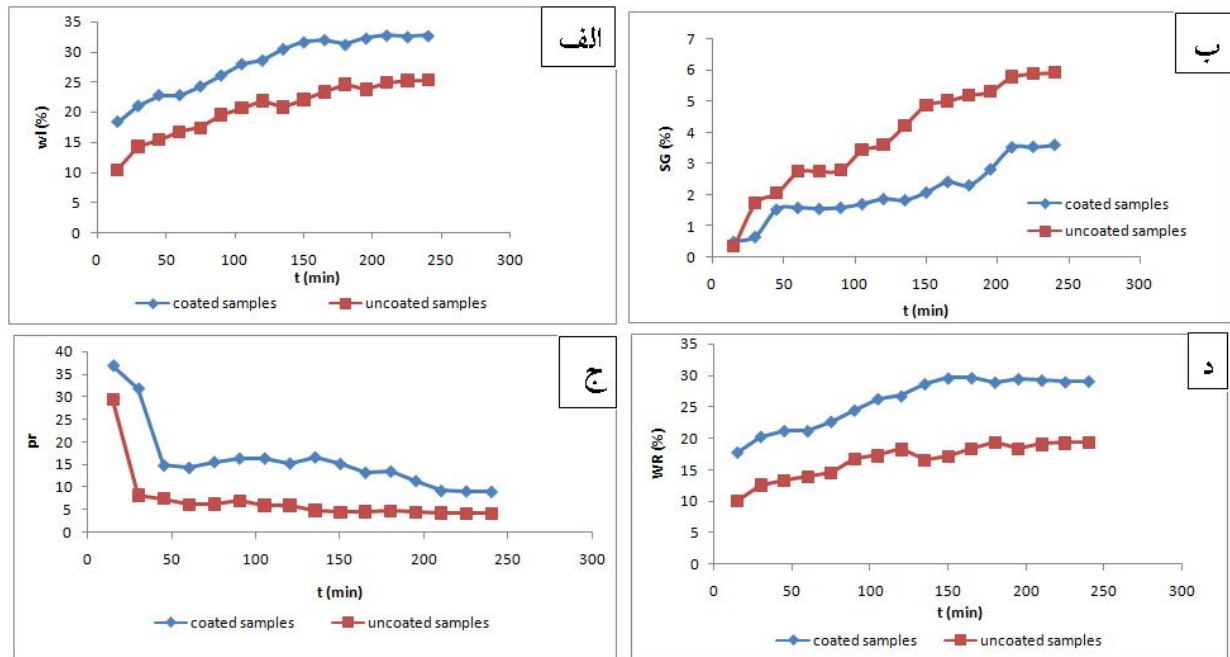 الف
wl (%)
35
30
25
20
15
10
5
0
0 50 100 150 200 250 300
t (min)
coated samples uncoated samples
ب
SG (%)
7
6
5
4
3
2
1
0
0 50 100 150 200 250 300
t (min)
coated samples
uncoated samples
ج
pr
40
35
30
25
20
15
10
5
0
0 50 100 150 200 250 300
t (min)
coated samples uncoated samples
د
WR (%)
35
30
25
20
15
10
5
0
0 50 100 150 200 250 300
t (min)
coated samples uncoated samples